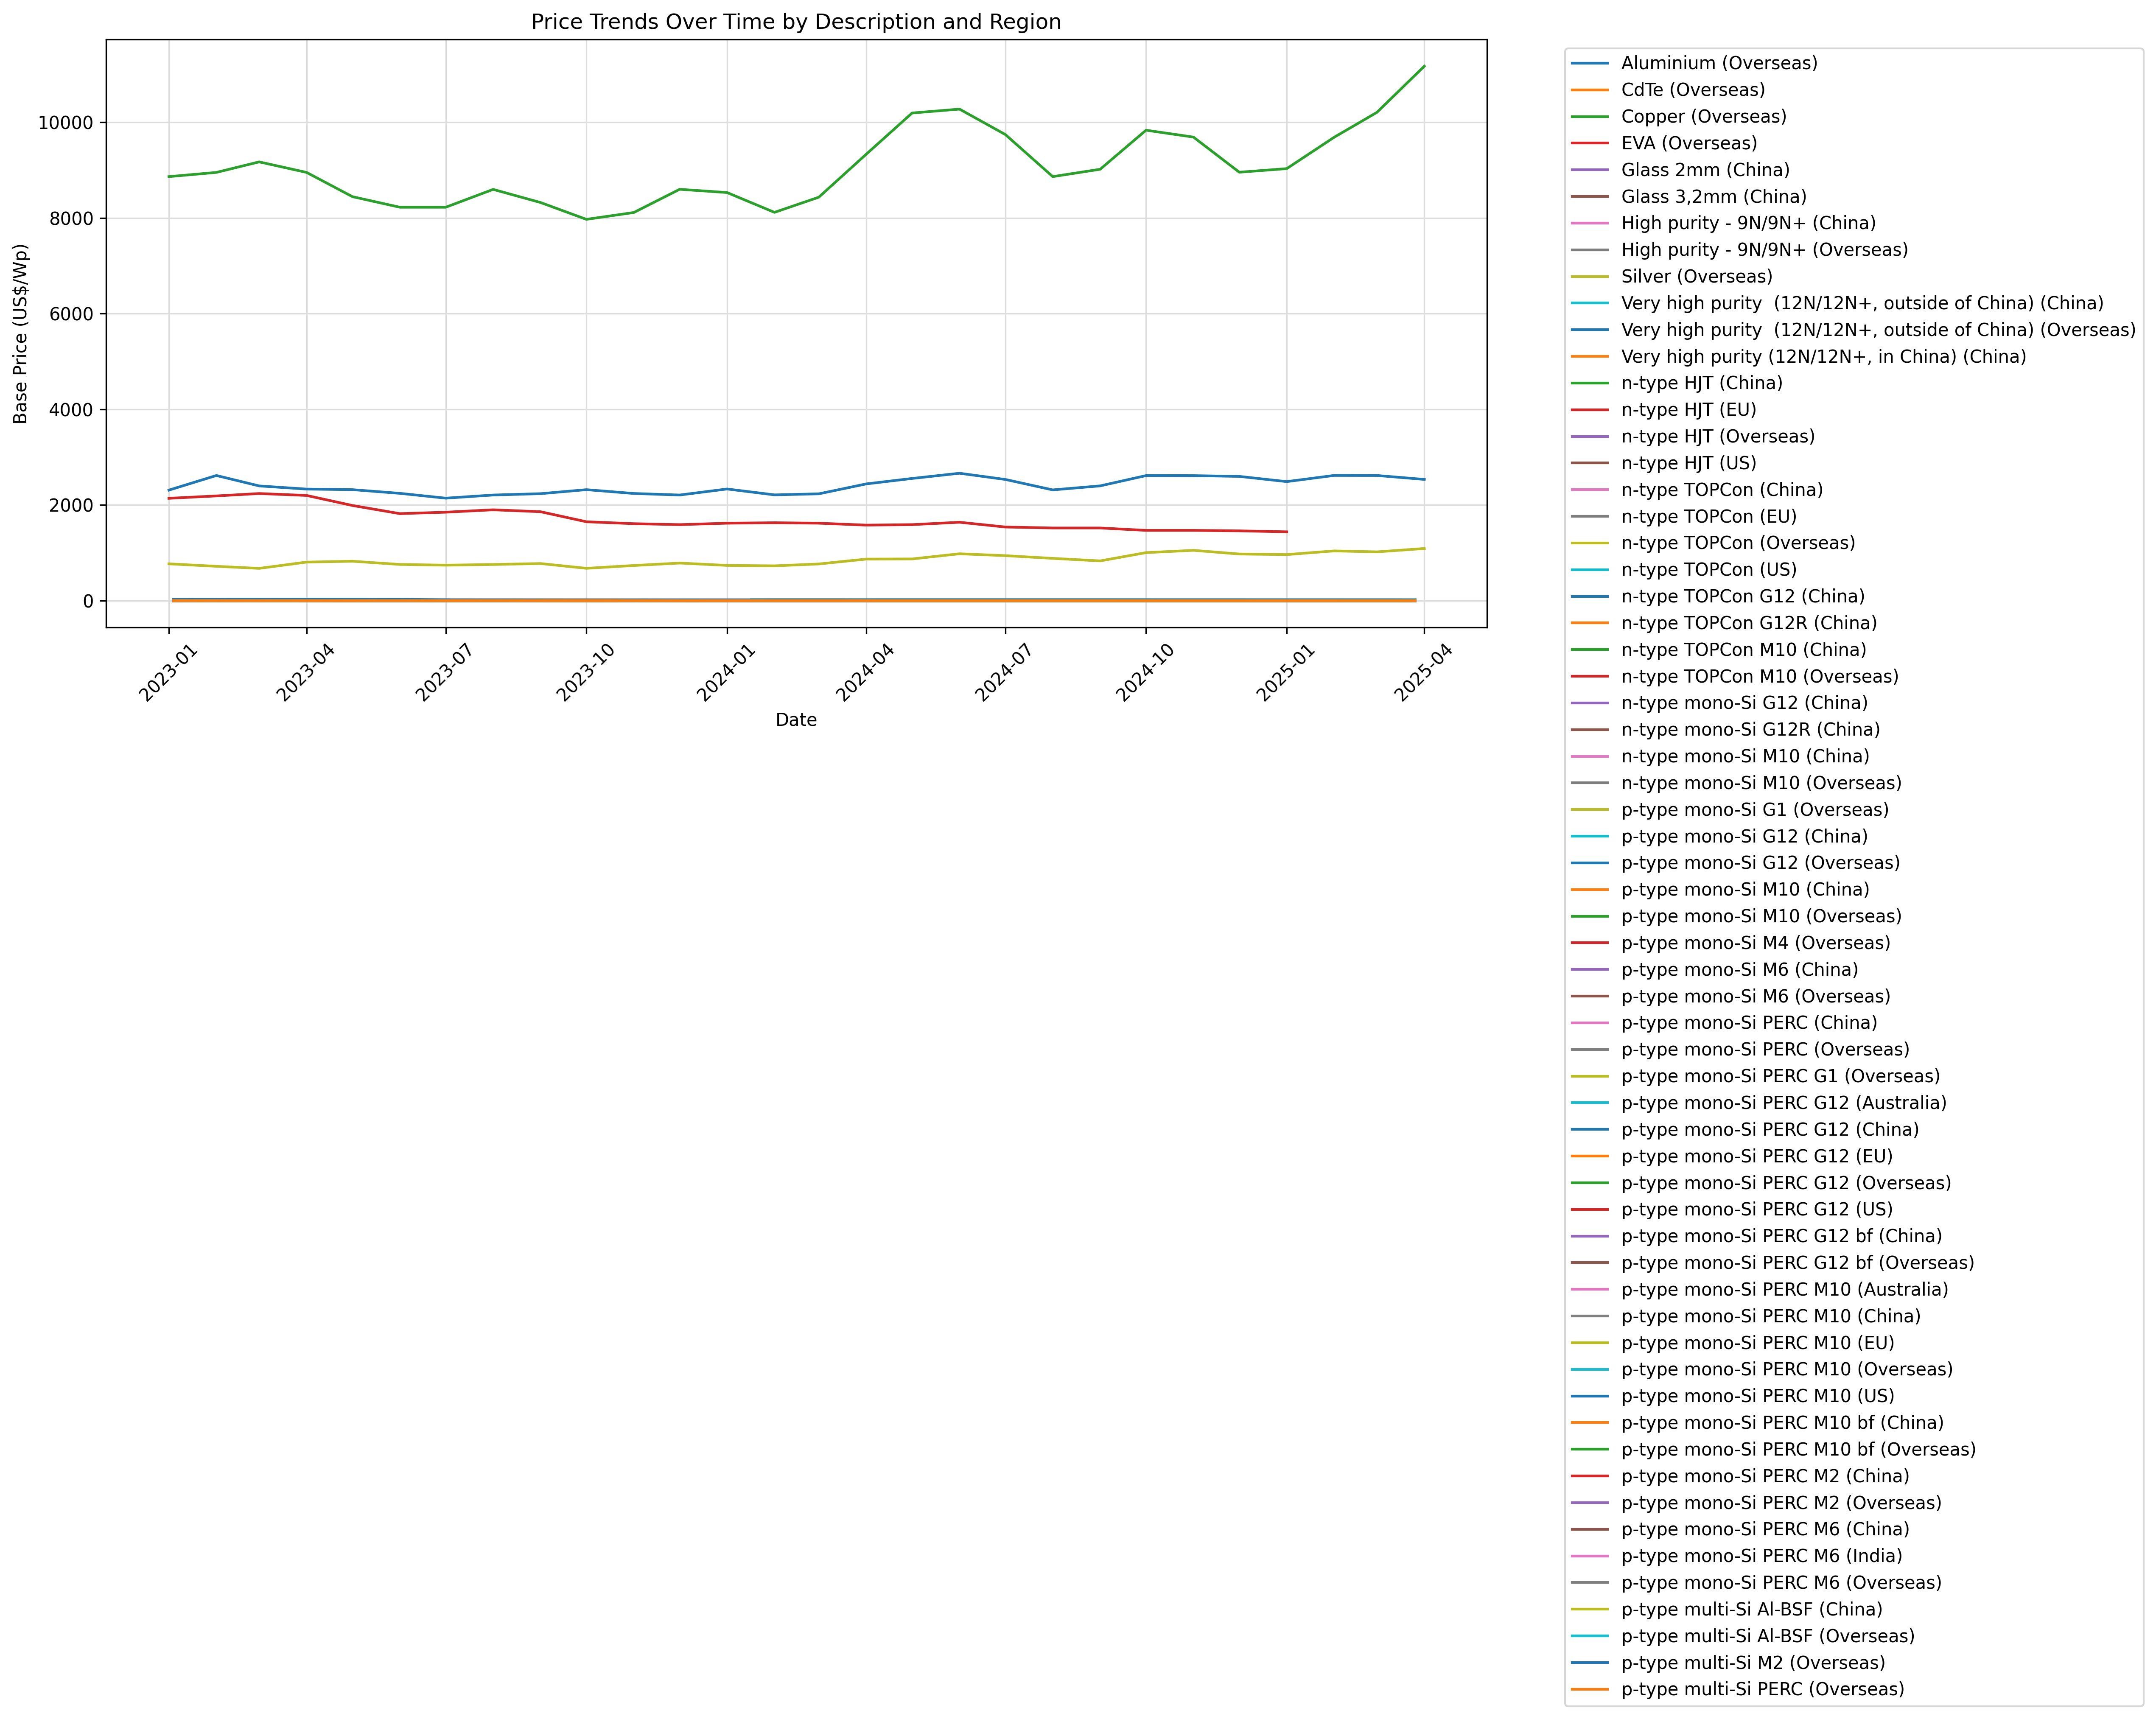 Price Trends Over Time by Description and Region
Base Price (US$/Wp)
10000
8000
6000
4000
2000
0
2023-01
2023-04
2023-07
2023-10
2024-01
2024-04
2024-07
2024-10
2025-01
2025-04
Date
Aluminium (Overseas)
CdTe (Overseas)
Copper (Overseas)
EVA (Overseas)
Glass 2mm (China)
Glass 3,2mm (China)
High purity - 9N/9N+ (China)
High purity - 9N/9N+ (Overseas)
Silver (Overseas)
Very high purity  (12N/12N+, outside of China) (China)
Very high purity  (12N/12N+, outside of China) (Overseas)
Very high purity (12N/12N+, in China) (China)
n-type HJT (China)
n-type HJT (EU)
n-type HJT (Overseas)
n-type HJT (US)
n-type TOPCon (China)
n-type TOPCon (EU)
n-type TOPCon (Overseas)
n-type TOPCon (US)
n-type TOPCon G12 (China)
n-type TOPCon G12R (China)
n-type TOPCon M10 (China)
n-type TOPCon M10 (Overseas)
n-type mono-Si G12 (China)
n-type mono-Si G12R (China)
n-type mono-Si M10 (China)
n-type mono-Si M10 (Overseas)
p-type mono-Si G1 (Overseas)
p-type mono-Si G12 (China)
p-type mono-Si G12 (Overseas)
p-type mono-Si M10 (China)
p-type mono-Si M10 (Overseas)
p-type mono-Si M4 (Overseas)
p-type mono-Si M6 (China)
p-type mono-Si M6 (Overseas)
p-type mono-Si PERC (China)
p-type mono-Si PERC (Overseas)
p-type mono-Si PERC G1 (Overseas)
p-type mono-Si PERC G12 (Australia)
p-type mono-Si PERC G12 (China)
p-type mono-Si PERC G12 (EU)
p-type mono-Si PERC G12 (Overseas)
p-type mono-Si PERC G12 (US)
p-type mono-Si PERC G12 bf (China)
p-type mono-Si PERC G12 bf (Overseas)
p-type mono-Si PERC M10 (Australia)
p-type mono-Si PERC M10 (China)
p-type mono-Si PERC M10 (EU)
p-type mono-Si PERC M10 (Overseas)
p-type mono-Si PERC M10 (US)
p-type mono-Si PERC M10 bf (China)
p-type mono-Si PERC M10 bf (Overseas)
p-type mono-Si PERC M2 (China)
p-type mono-Si PERC M2 (Overseas)
p-type mono-Si PERC M6 (China)
p-type mono-Si PERC M6 (India)
p-type mono-Si PERC M6 (Overseas)
p-type multi-Si Al-BSF (China)
p-type multi-Si Al-BSF (Overseas)
p-type multi-Si M2 (Overseas)
p-type multi-Si PERC (Overseas)